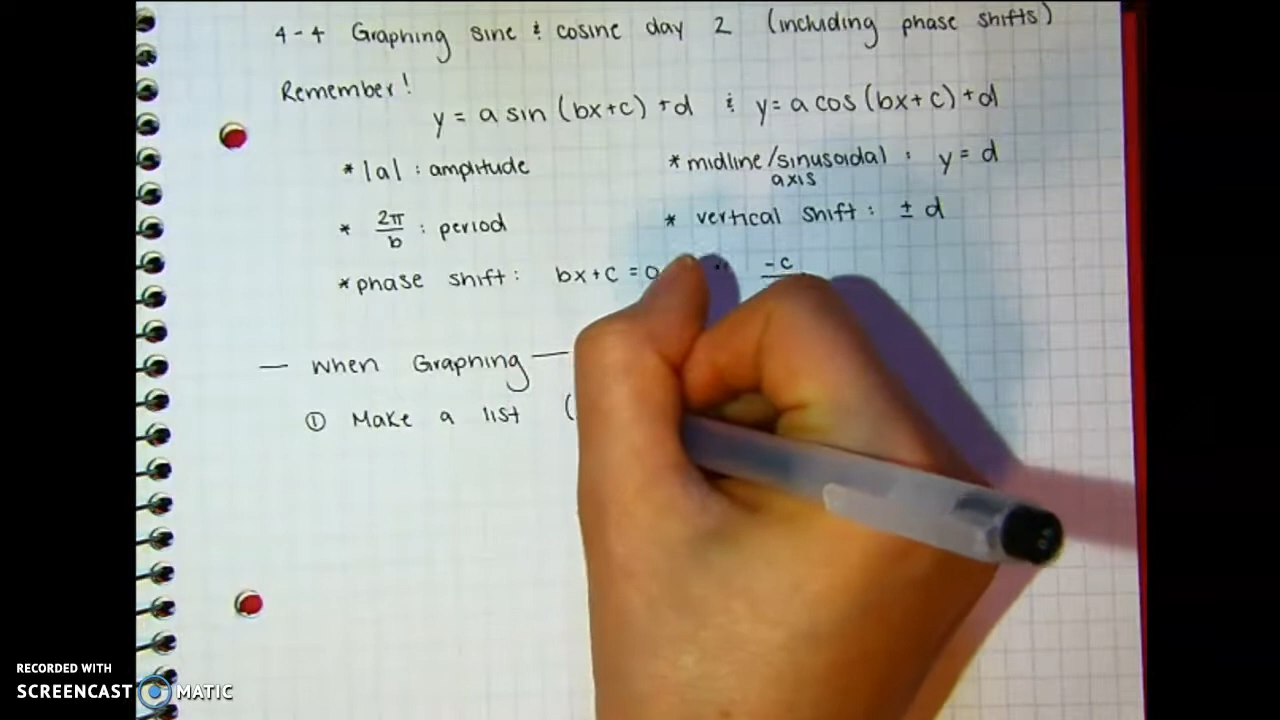 4-4 Graphing sine & cosine day 2 (including phase shifts)
Remember!
y = a sin (bx+c) +d & y= a cos (bx+c)+d
* |a| : amplitude
* midline/sinusoidal axis : y = d
* 2π/b : period
* vertical shift : ± d
* phase shift : bx+c =0 -c
— When Graphing —
① Make a list (
RECORDED WITH
SCREENCAST MATIC